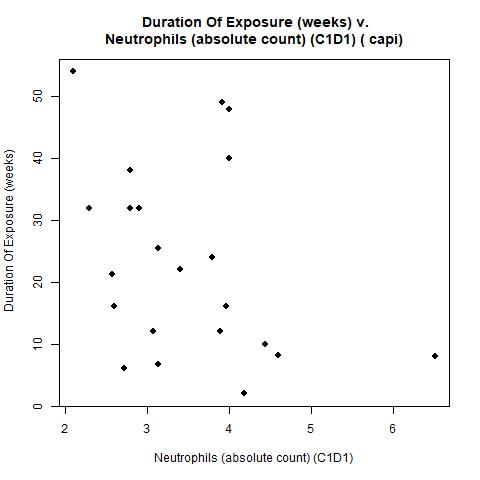 Duration Of Exposure (weeks) v.
Neutrophils (absolute count) (C1D1) ( capi)
Duration Of Exposure (weeks)
50
40
30
20
10
0
2 3 4 5 6
Neutrophils (absolute count) (C1D1)